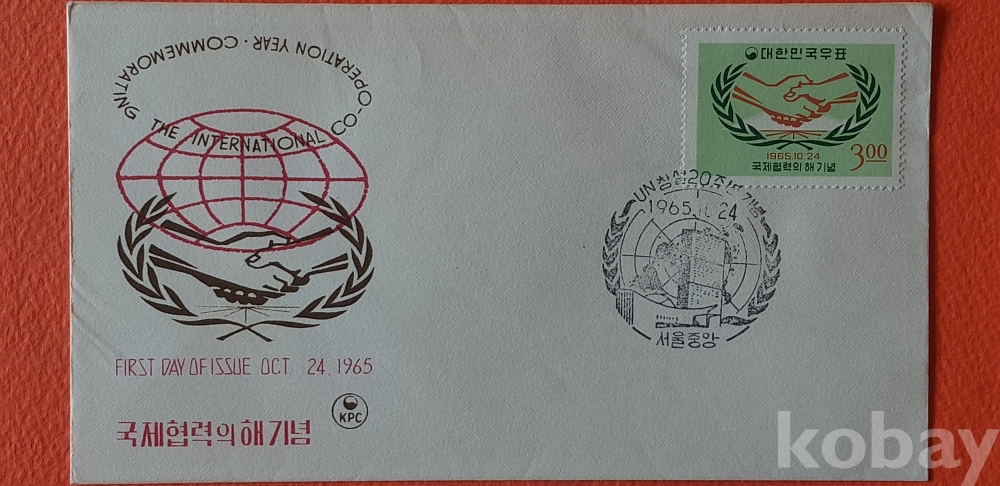 COMMEMORATING THE INTERNATIONAL CO-OPERATION YEAR ·
FIRST DAY OF ISSUE OCT. 24, 1965
국제협력의해기념
KPC
대한민국우표
1965.10.24
국제협력의해기념
3.00
UN창설20주년기념
1965.10.24
서울중앙
kobay